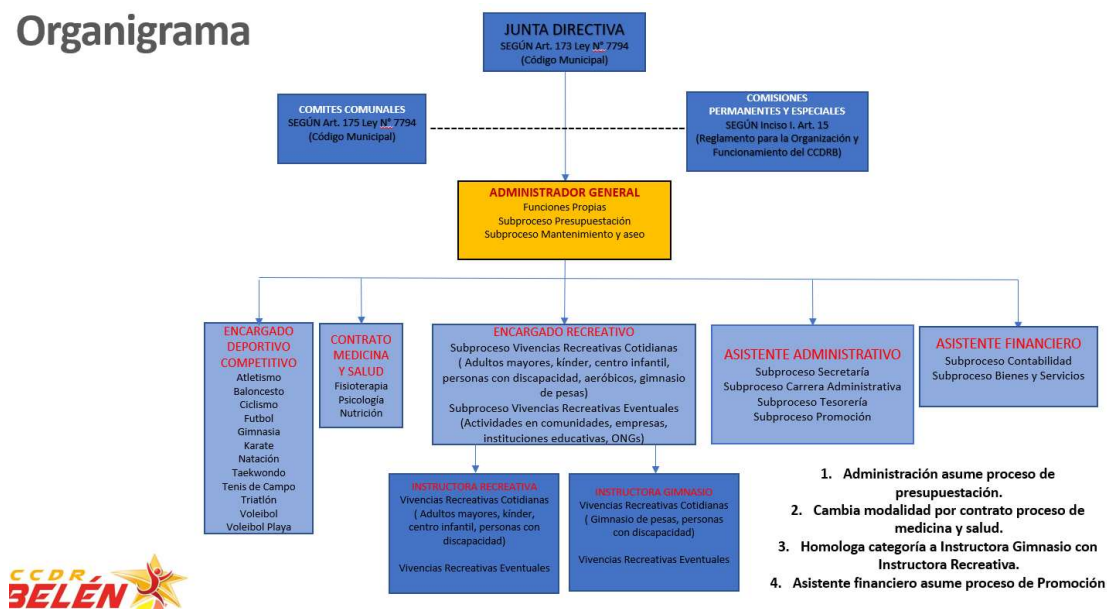 Organigrama
JUNTA DIRECTIVA
SEGÚN Art. 173 Ley N° 7794
(Código Municipal)
COMITES COMUNALES
SEGÚN Art. 175 Ley N° 7794
(Código Municipal)
COMISIONES
PERMANENTES Y ESPECIALES
SEGÚN Inciso I. Art. 15
(Reglamento para la Organización y
Funcionamiento del CCDRB)
ADMINISTRADOR GENERAL
Funciones Propias
Subproceso Presupuestación
Subproceso Mantenimiento y aseo
ENCARGADO
DEPORTIVO
COMPETITIVO
Atletismo
Baloncesto
Ciclismo
Futbol
Gimnasia
Karate
Natación
Taekwondo
Tenis de Campo
Triatlón
Voleibol
Voleibol Playa
CONTRATO
MEDICINA
Y SALUD
Fisioterapia
Psicología
Nutrición
ENCARGADO RECREATIVO
Subproceso Vivencias Recreativas Cotidianas
( Adultos mayores, kínder, centro infantil,
personas con discapacidad, aeróbicos, gimnasio
de pesas)
Subproceso Vivencias Recreativas Eventuales
(Actividades en comunidades, empresas,
instituciones educativas, ONGs)
ASISTENTE ADMINISTRATIVO
Subproceso Secretaría
Subproceso Carrera Administrativa
Subproceso Tesorería
Subproceso Promoción
ASISTENTE FINANCIERO
Subproceso Contabilidad
Subproceso Bienes y Servicios
INSTRUCTORA RECREATIVA
Vivencias Recreativas Cotidianas
( Adultos mayores, kínder,
centro infantil, personas con
discapacidad)
Vivencias Recreativas Eventuales
INSTRUCTORA GIMNASIO
Vivencias Recreativas Cotidianas
( Gimnasio de pesas, personas
con discapacidad)
Vivencias Recreativas Eventuales
1. Administración asume proceso de
presupuestación.
2. Cambia modalidad por contrato proceso de
medicina y salud.
3. Homologa categoría a Instructora Gimnasio con
Instructora Recreativa.
4. Asistente financiero asume proceso de Promoción
CCDR
BELÉN